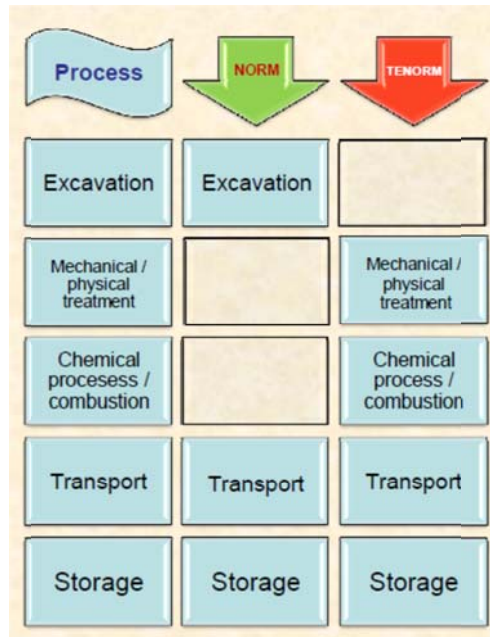 Process
NORM
TENORM
Excavation
Excavation
Mechanical /
physical
treatment
Mechanical /
physical
treatment
Chemical
procesess /
combustion
Chemical
process /
combustion
Transport
Transport
Transport
Storage
Storage
Storage